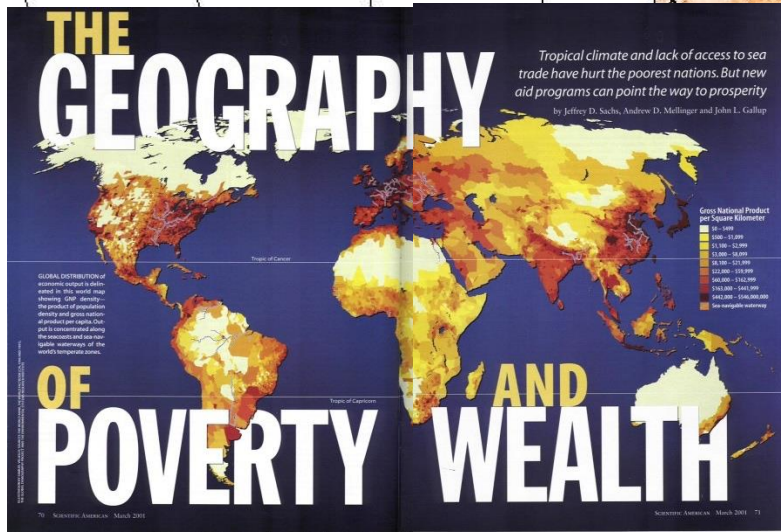 THE
GEOGRAPHY
Tropical climate and lack of access to sea
trade have hurt the poorest nations. But new
aid programs can point the way to prosperity
by Jeffrey D. Sachs, Andrew D. Mellinger and John L. Gallup
Gross National Product
per Square Kilometer
$0 – $499
$500 – $1,099
$1,100 – $2,999
$3,000 – $8,099
$8,100 – $21,999
$22,000 – $59,999
$60,000 – $162,999
$163,000 – $441,999
$442,000 – $546,000,000
Sea-navigable waterway
Tropic of Cancer
GLOBAL DISTRIBUTION of
economic output is delin-
eated in this world map
showing GNP density—
the product of population
density and gross nation-
al product per capita. Out-
put is concentrated along
the seacoasts and sea-nav-
igable waterways of the
world's temperate zones.
Tropic of Capricorn
OF
AND
POVERTY
WEALTH
70 SCIENTIFIC AMERICAN March 2001
SCIENTIFIC AMERICAN March 2001 71